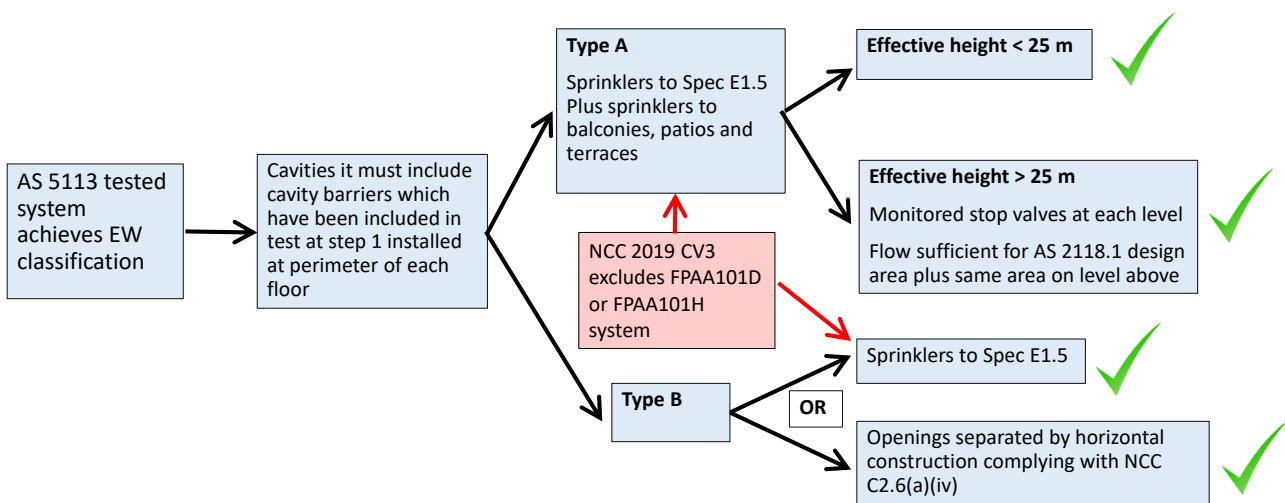 AS 5113 tested
system
achieves EW
classification
Cavities it must include
cavity barriers which
have been included in
test at step 1 installed
at perimeter of each
floor
Type A
Sprinklers to Spec E1.5
Plus sprinklers to
balconies, patios and
terraces
NCC 2019 CV3
excludes FPAA101D
or FPAA101H
system
Type B
Effective height < 25 m
Effective height > 25 m
Monitored stop valves at each level
Flow sufficient for AS 2118.1 design
area plus same area on level above
Sprinklers to Spec E1.5
OR
Openings separated by horizontal
construction complying with NCC
C2.6(a)(iv)